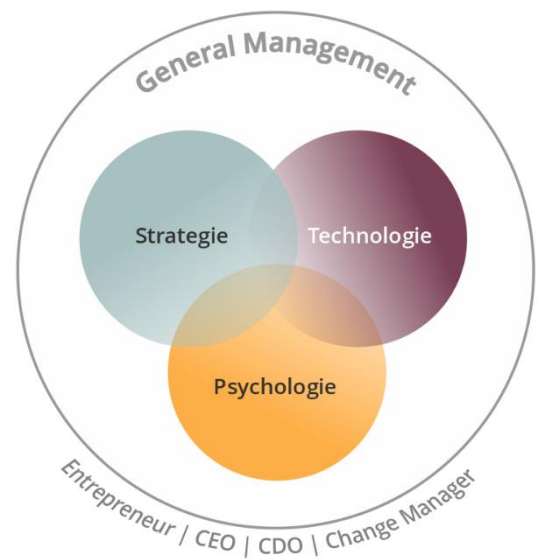 General Management
Strategie
Technologie
Psychologie
Entrepreneur | CEO | CDO | Change Manager